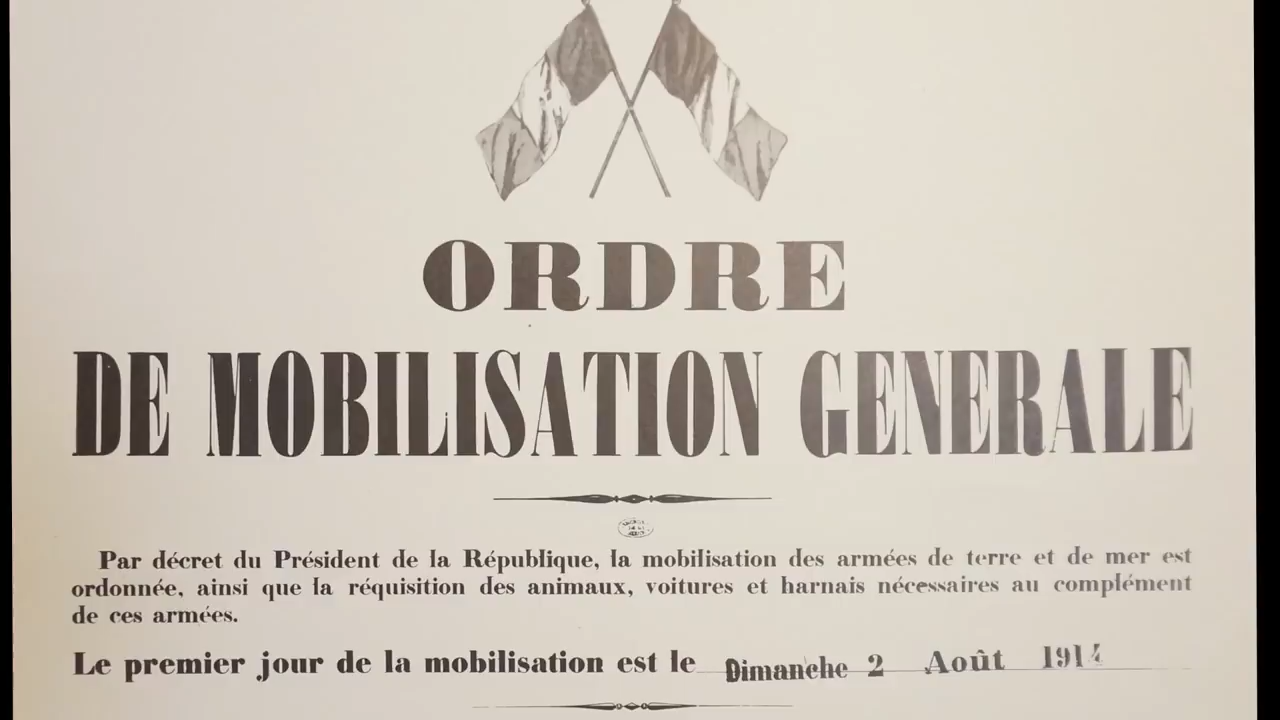 ORDRE
DE MOBILISATION GENERALE
Par décret du Président de la République, la mobilisation des armées de terre et de mer est
ordonnée, ainsi que la réquisition des animaux, voitures et harnais nécessaires au complément
de ces armées.
Le premier jour de la mobilisation est le Dimanche 2 Août 1914